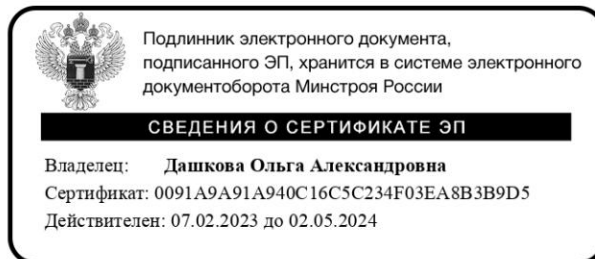 Подлинник электронного документа,
подписанного ЭП, хранится в системе электронного
документоборота Минстроя России
СВЕДЕНИЯ О СЕРТИФИКАТЕ ЭП
Владелец: Дашкова Ольга Александровна
Сертификат: 0091A9A91A940C16C5C234F03EA8B3B9D5
Действителен: 07.02.2023 до 02.05.2024